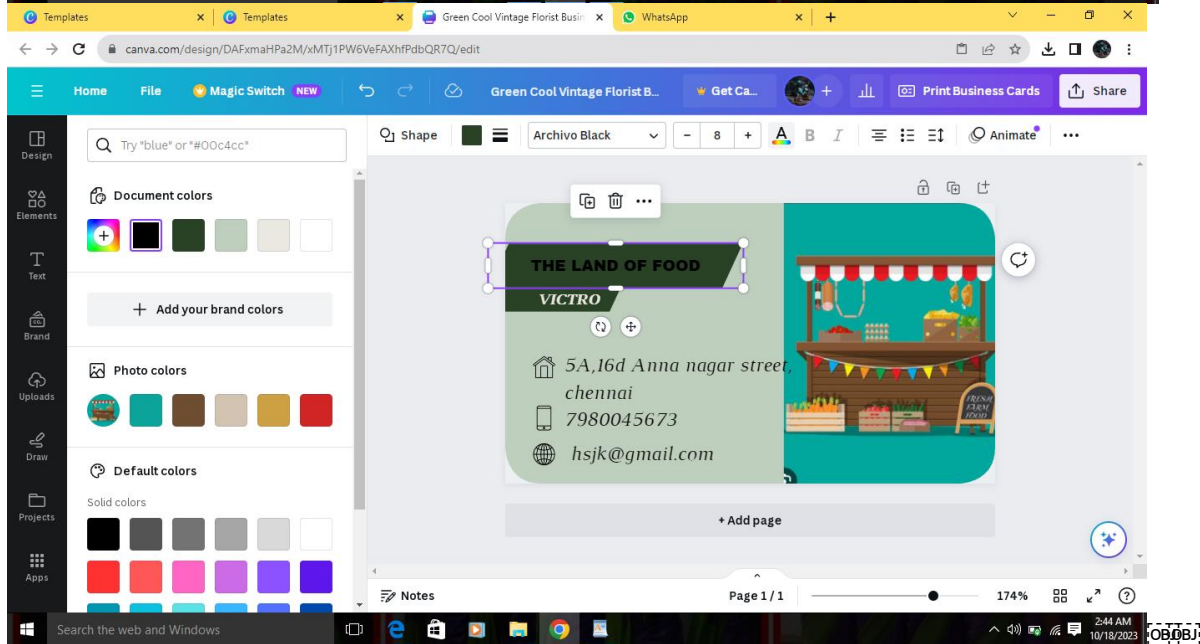 Templates
Templates
Green Cool Vintage Florist Busin
WhatsApp
canva.com/design/DAFxmaHPa2M/xMTj1PW6VeFAXhfPdbQR7Q/edit
Home
File
Magic Switch NEW
Green Cool Vintage Florist B...
Get Ca...
Print Business Cards
Share
Design
Elements
Text
Brand
Uploads
Draw
Projects
Apps
Try "blue" or "#00c4cc"
Document colors
+ Add your brand colors
Photo colors
Default colors
Solid colors
Shape
Archivo Black
- 8 +
A B I
Animate
THE LAND OF FOOD
VICTRO
5A,16d Anna nagar street,
chennai
7980045673
hsjk@gmail.com
FRESH
FARM
FOOD
+ Add page
Notes
Page 1 / 1
174%
Search the web and Windows
2:44 AM
10/18/2023